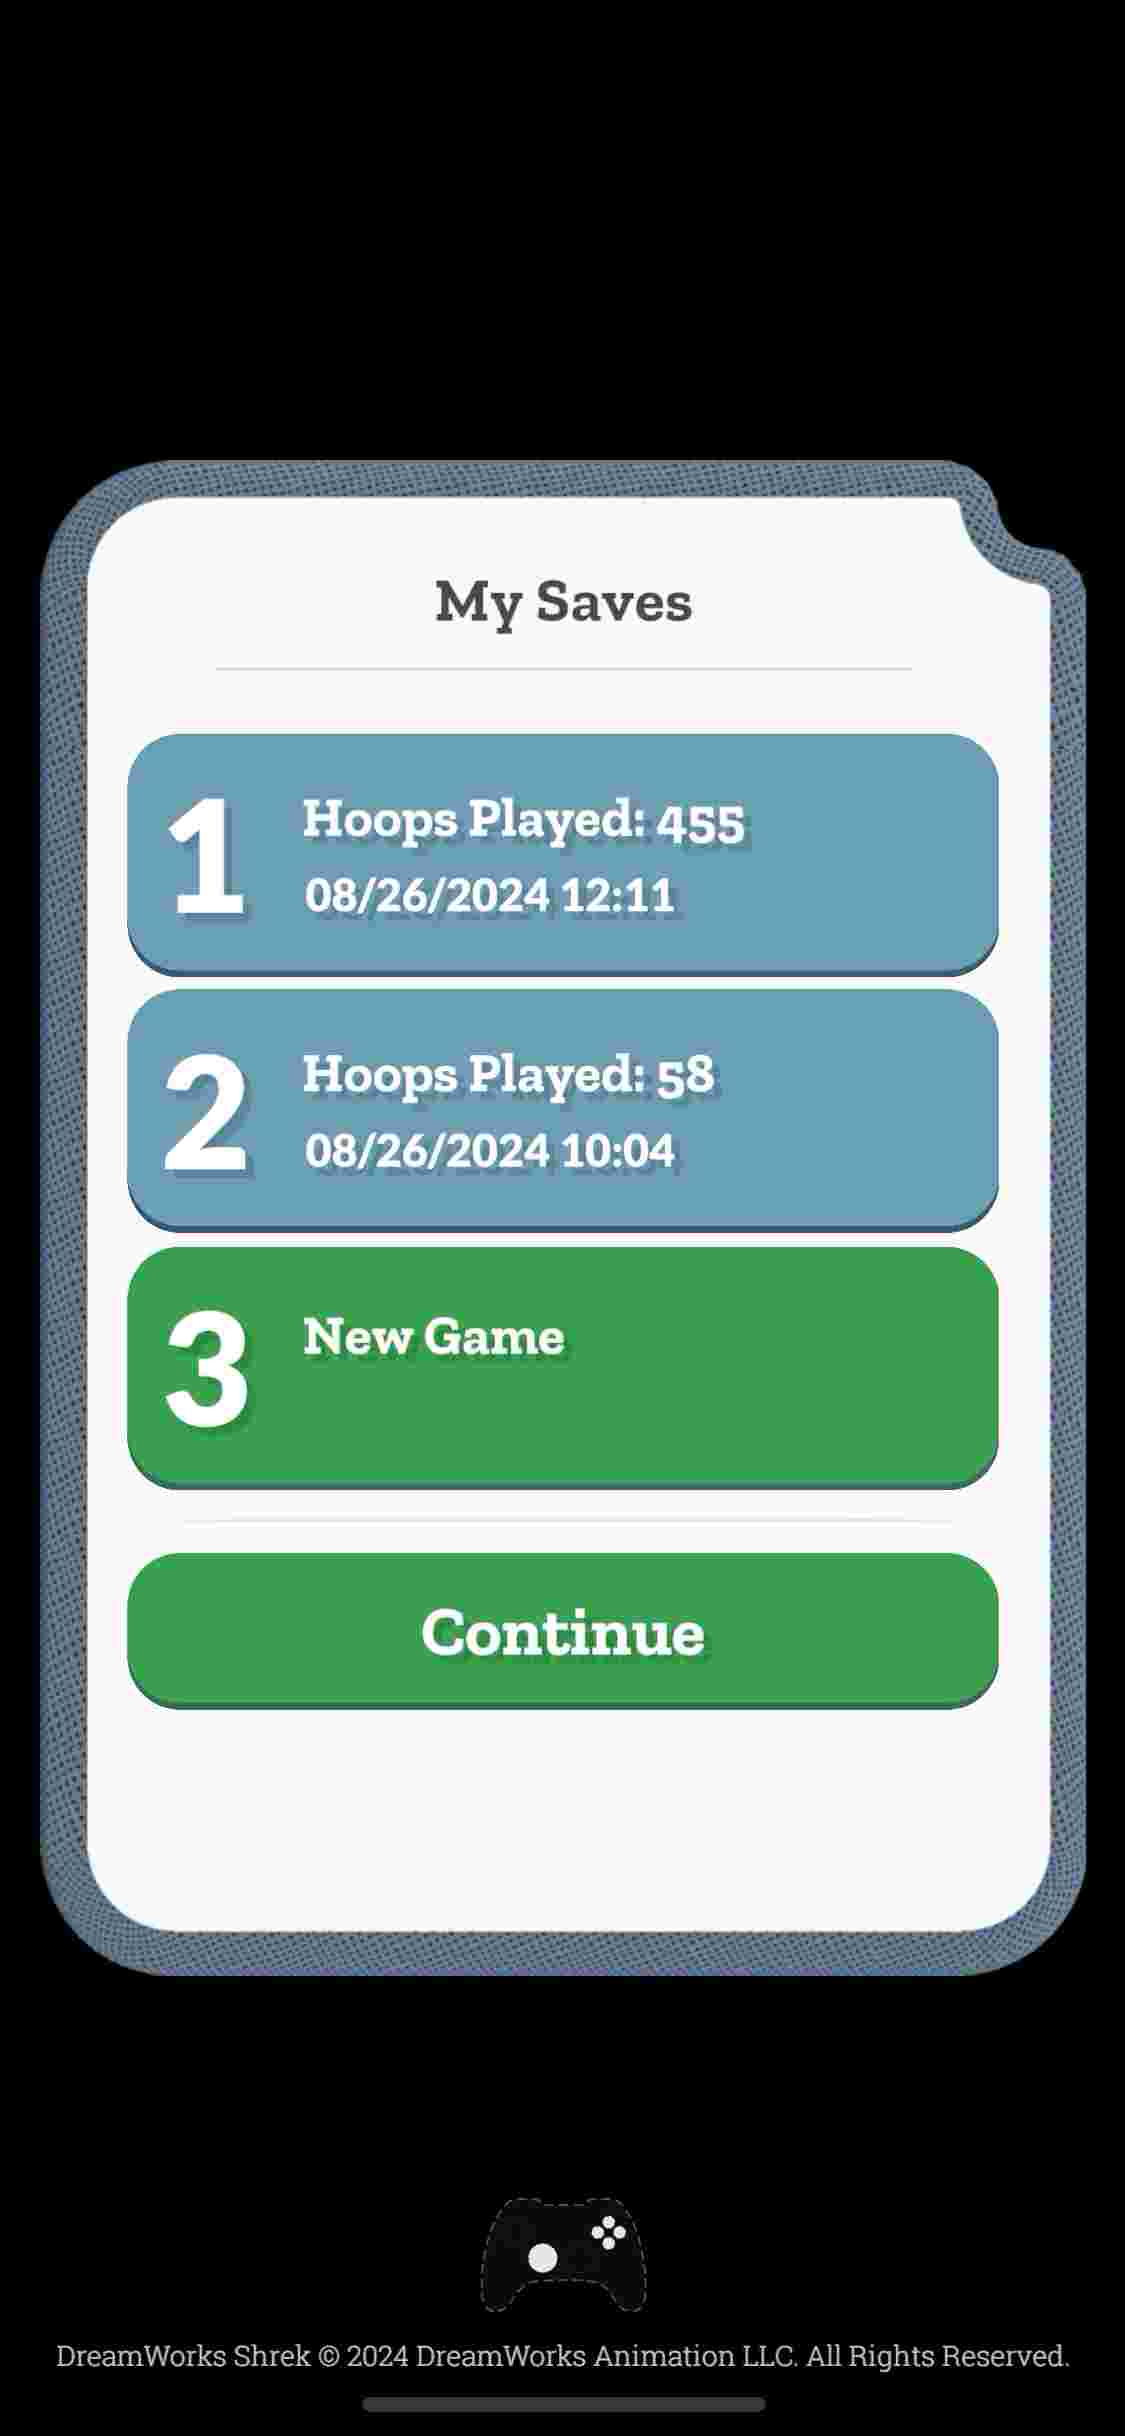 My Saves
1
Hoops Played: 455
08/26/2024 12:11
2
Hoops Played: 58
08/26/2024 10:04
3
New Game
Continue
DreamWorks Shrek © 2024 DreamWorks Animation LLC. All Rights Reserved.